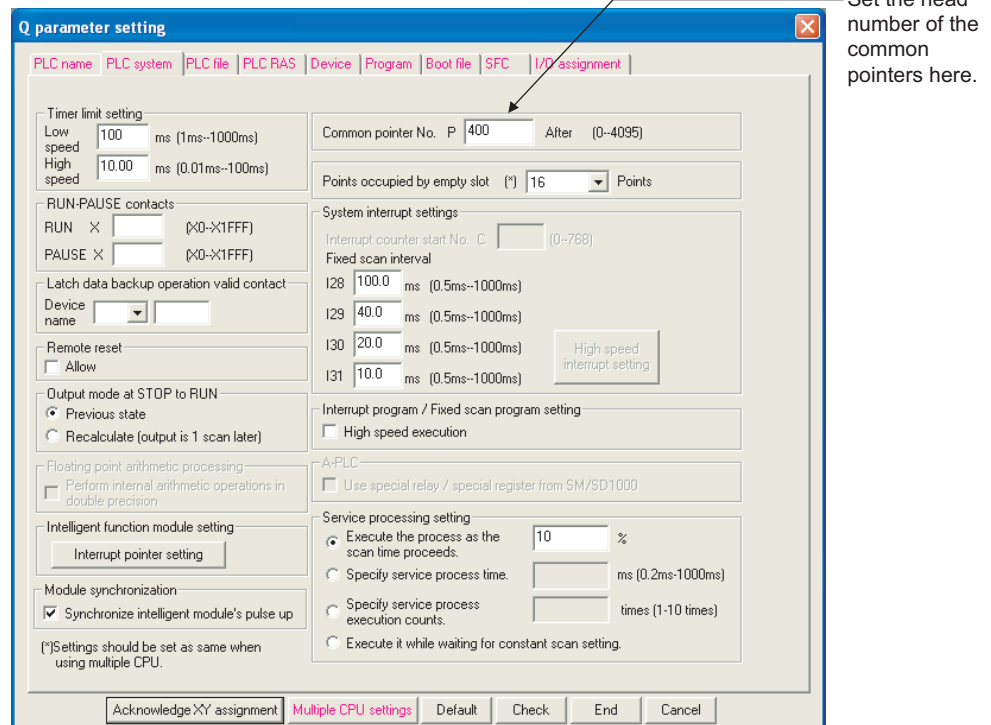 Set the head
number of the
common
pointers here.
Q parameter setting
PLC name PLC system PLC file PLC RAS Device Program Boot file SFC I/O assignment
Timer limit setting
Low speed 100 ms (1ms--1000ms)
High speed 10.00 ms (0.01ms--100ms)
RUN-PAUSE contacts
RUN X (X0--X1FFF)
PAUSE X (X0--X1FFF)
Latch data backup operation valid contact
Device name
Remote reset
Allow
Output mode at STOP to RUN
Previous state
Recalculate (output is 1 scan later)
Floating point arithmetic processing
Perform internal arithmetic operations in
double precision
Intelligent function module setting
Interrupt pointer setting
Module synchronization
Synchronize intelligent module's pulse up
(*)Settings should be set as same when
using multiple CPU.
Common pointer No. P 400 After (0--4095)
Points occupied by empty slot (*) 16 Points
System interrupt settings
Interrupt counter start No. C (0--768)
Fixed scan interval
I28 100.0 ms (0.5ms--1000ms)
I29 40.0 ms (0.5ms--1000ms)
I30 20.0 ms (0.5ms--1000ms)
I31 10.0 ms (0.5ms--1000ms)
High speed
interrupt setting
Interrupt program / Fixed scan program setting
High speed execution
A-PLC
Use special relay / special register from SM/SD1000
Service processing setting
Execute the process as the
scan time proceeds. 10 %
Specify service process time. ms (0.2ms-1000ms)
Specify service process
execution counts. times (1-10 times)
Execute it while waiting for constant scan setting.
Acknowledge XY assignment Multiple CPU settings Default Check End Cancel